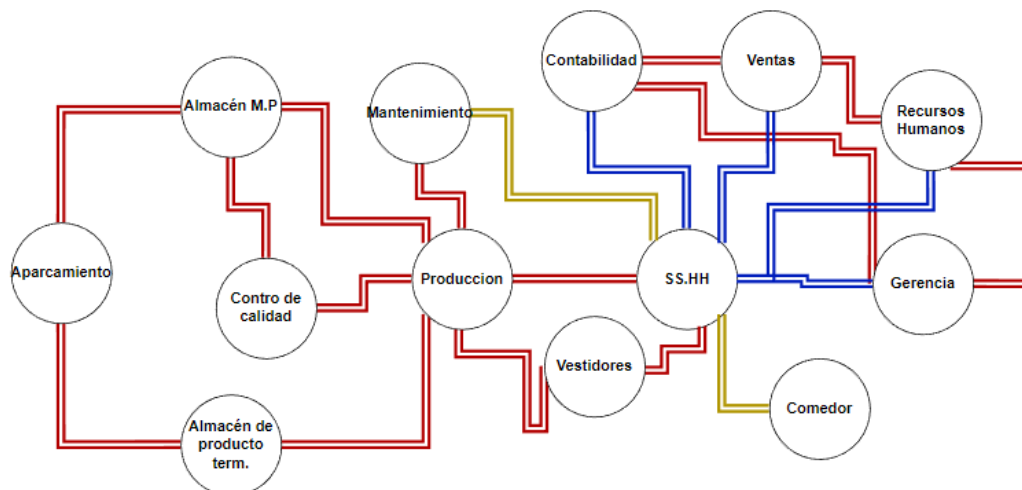 Contabilidad
Ventas
Almacén M.P
Mantenimiento
Recursos
Humanos
Aparcamiento
Produccion
SS.HH
Gerencia
Contro de
calidad
Vestidores
Comedor
Almacén de
producto
term.